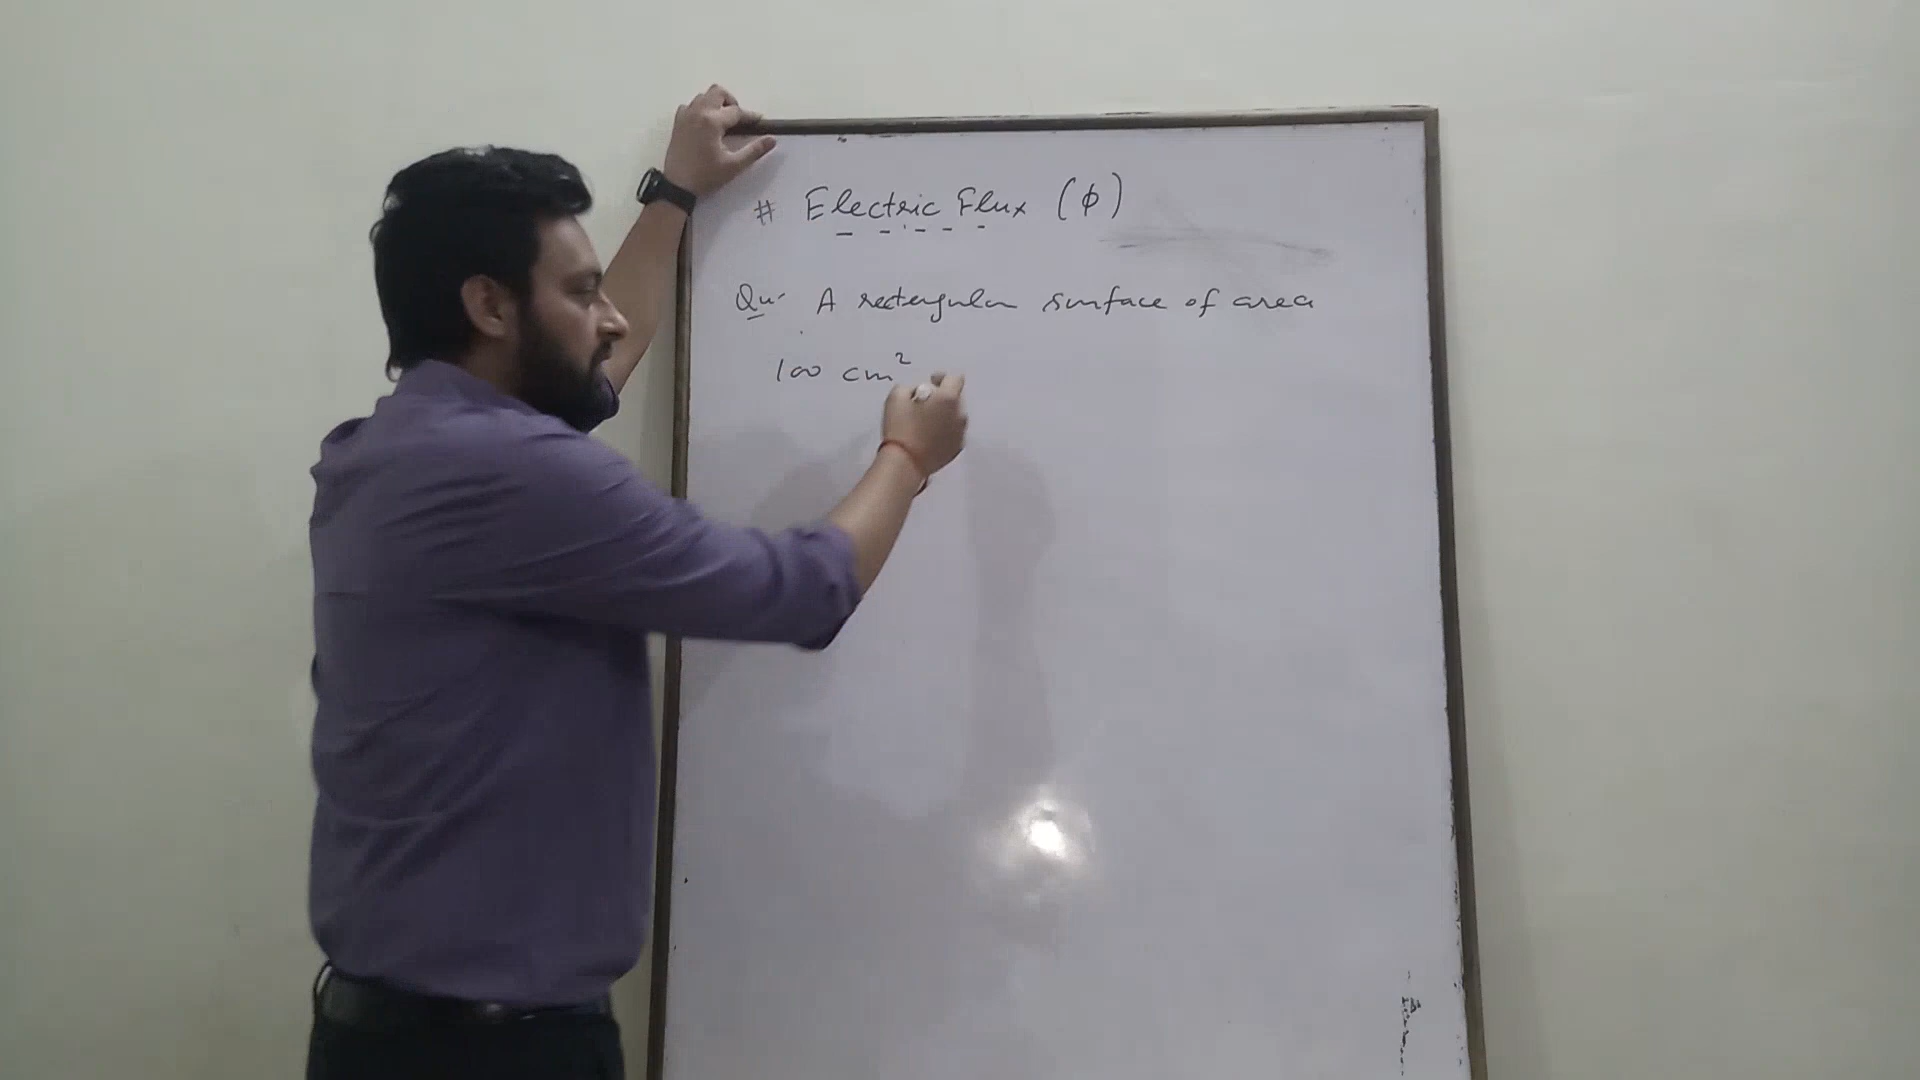 # Electric Flux (ϕ)
Qu- A rectangular surface of area
100 cm²